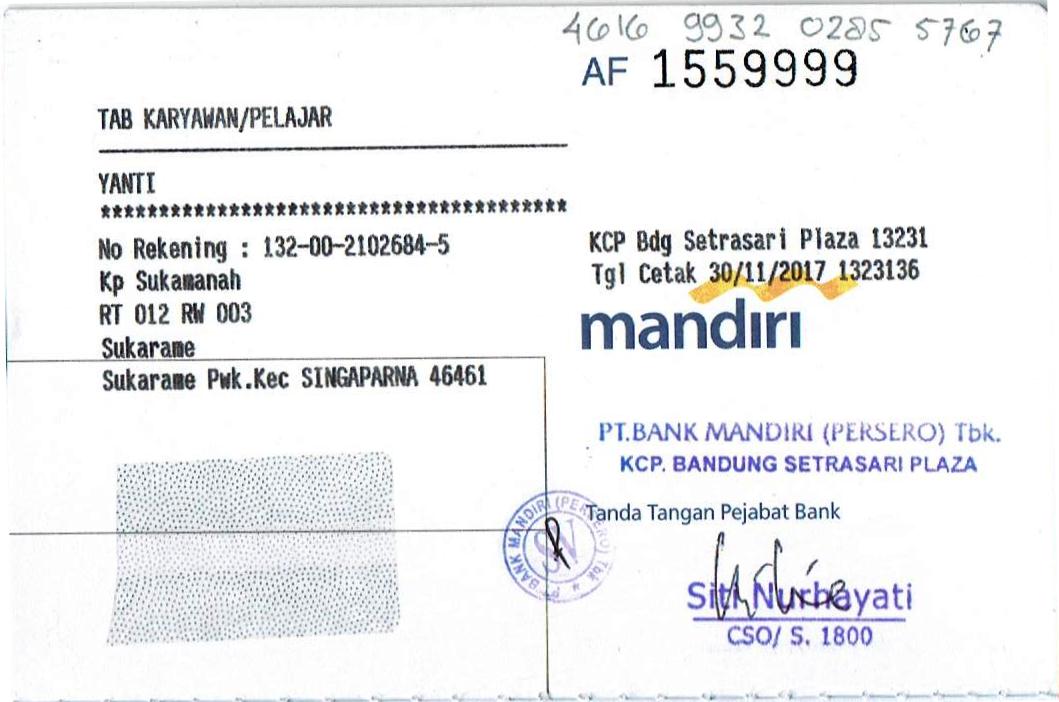 4616 9932 0285 5767
AF 1559999
TAB KARYAWAN/PELAJAR
YANTI
****************************************
No Rekening : 132-00-2102684-5
Kp Sukamanah
RT 012 RW 003
Sukarame
Sukarame Pwk.Kec SINGAPARNA 46461
KCP Bdg Setrasari Plaza 13231
Tgl Cetak 30/11/2017 1323136
mandiri
PT.BANK MANDIRI (PERSERO) Tbk.
KCP. BANDUNG SETRASARI PLAZA
Tanda Tangan Pejabat Bank
PT BANK MANDIRI (PERSERO) Tbk
Siti Nurhayati
CSO/ S. 1800